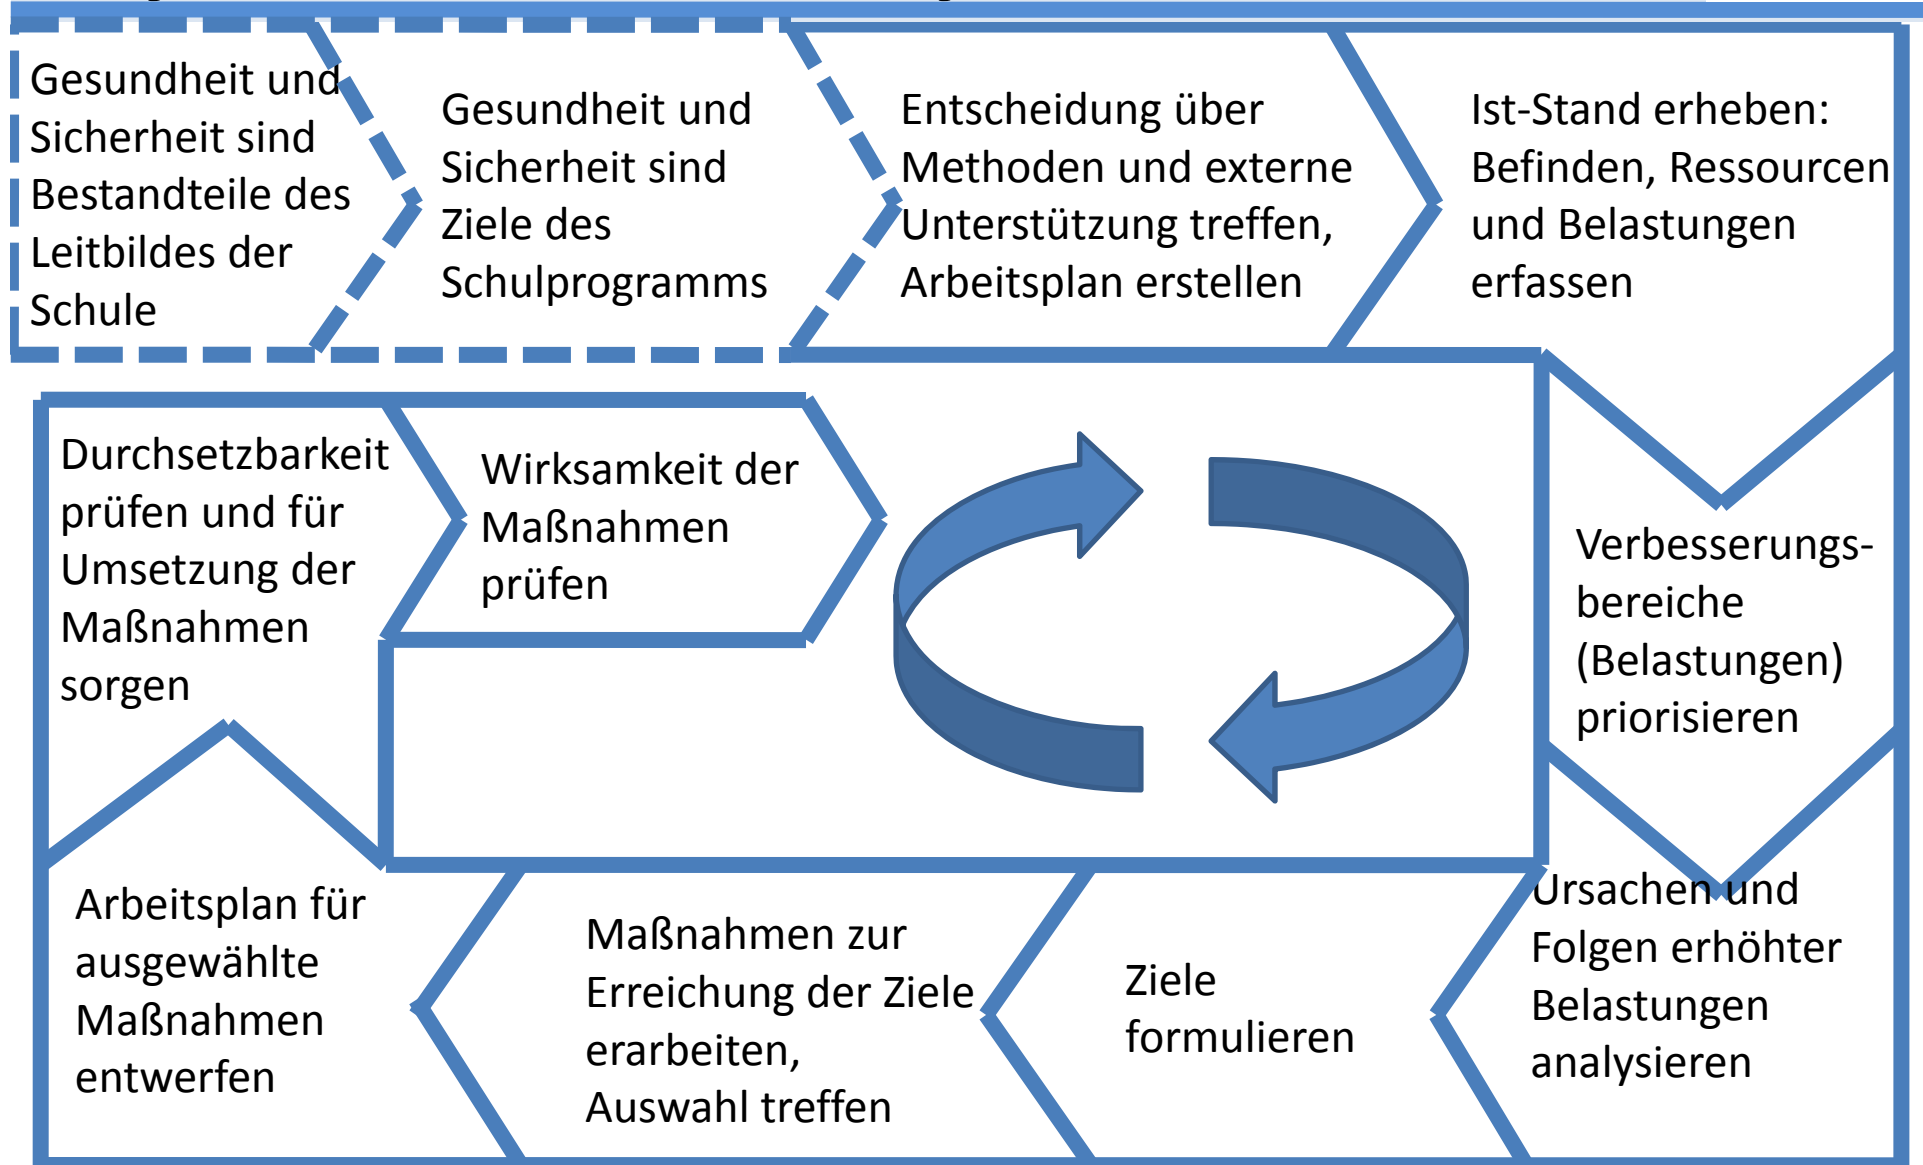 Gesundheit und
Sicherheit sind
Bestandteile des
Leitbildes der
Schule
Gesundheit und
Sicherheit sind
Ziele des
Schulprogramms
Entscheidung über
Methoden und externe
Unterstützung treffen,
Arbeitsplan erstellen
Ist-Stand erheben:
Befinden, Ressourcen
und Belastungen
erfassen
Verbesserungs-
bereiche
(Belastungen)
priorisieren
Ursachen und
Folgen erhöhter
Belastungen
analysieren
Ziele
formulieren
Maßnahmen zur
Erreichung der Ziele
erarbeiten,
Auswahl treffen
Arbeitsplan für
ausgewählte
Maßnahmen
entwerfen
Durchsetzbarkeit
prüfen und für
Umsetzung der
Maßnahmen
sorgen
Wirksamkeit der
Maßnahmen
prüfen